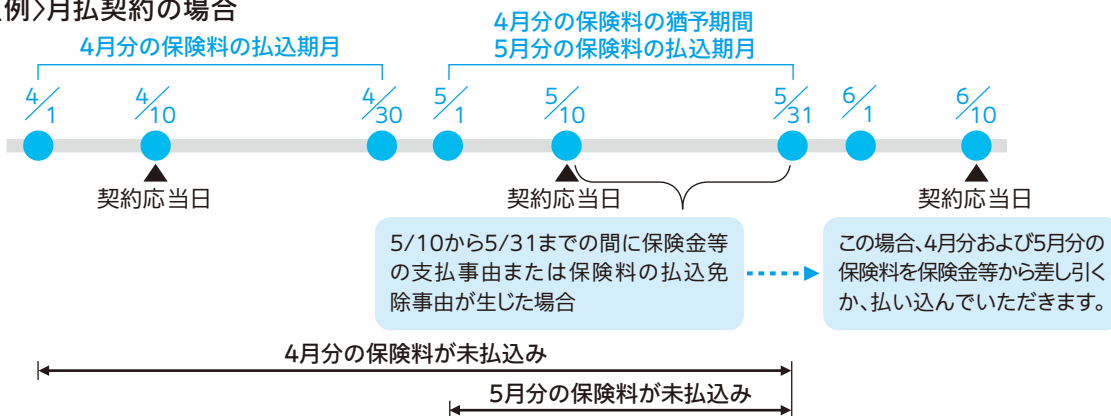 例〉月払契約の場合
4月分の保険料の払込期月
4月分の保険料の猶予期間
5月分の保険料の払込期月
4/1 4/10 4/30 5/1 5/10 5/31 6/1 6/10
契約応当日 契約応当日 契約応当日
5/10から5/31までの間に保険金等
の支払事由または保険料の払込免
除事由が生じた場合
この場合、4月分および5月分の
保険料を保険金等から差し引く
か、払い込んでいただきます。
4月分の保険料が未払込み
5月分の保険料が未払込み